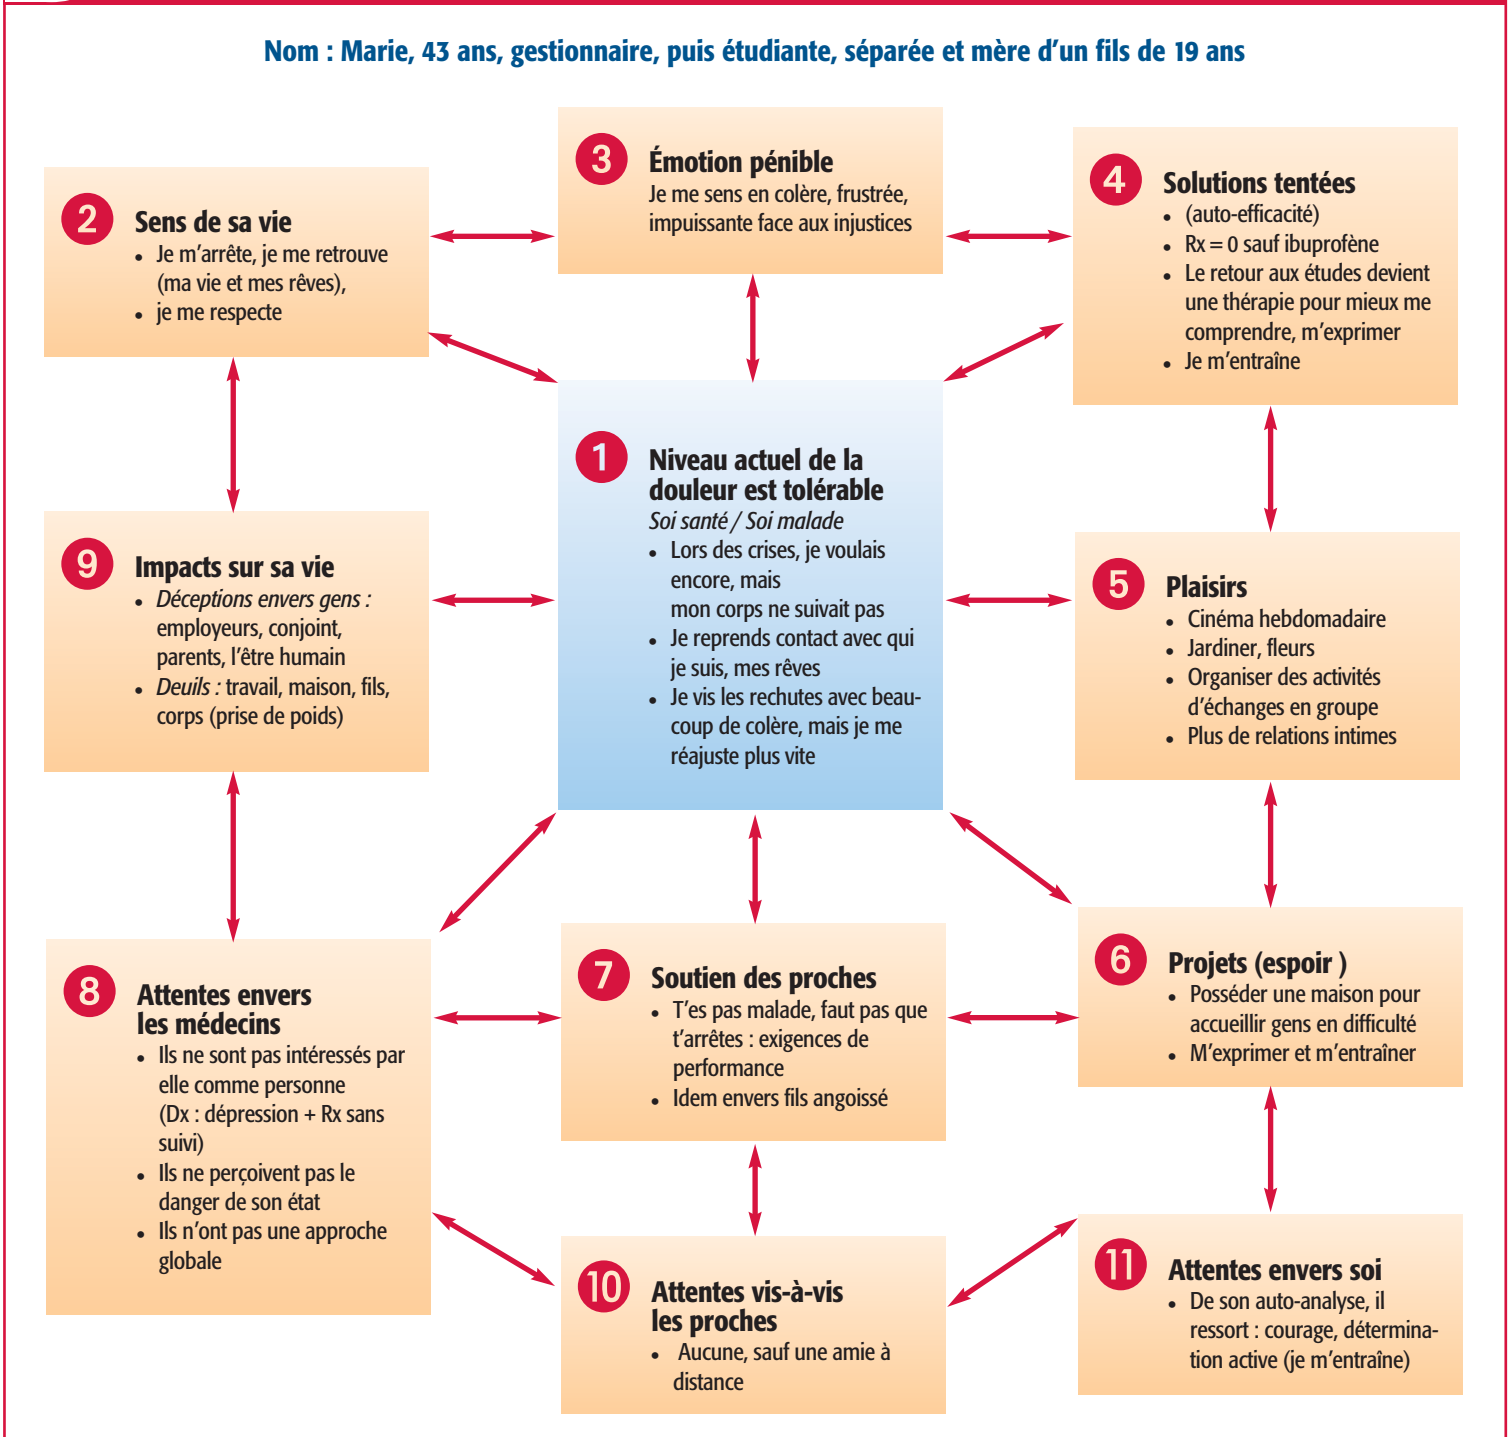 Nom : Marie, 43 ans, gestionnaire, puis étudiante, séparée et mère d'un fils de 19 ans
3
Émotion pénible
Je me sens en colère, frustrée,
impuissante face aux injustices
2
Sens de sa vie
• Je m'arrête, je me retrouve
(ma vie et mes rêves),
• je me respecte
4
Solutions tentées
• (auto-efficacité)
• Rx = 0 sauf ibuprofène
• Le retour aux études devient
une thérapie pour mieux me
comprendre, m'exprimer
• Je m'entraîne
1
Niveau actuel de la
douleur est tolérable
Soi santé / Soi malade
• Lors des crises, je voulais
encore, mais
mon corps ne suivait pas
• Je reprends contact avec qui
je suis, mes rêves
• Je vis les rechutes avec beau-
coup de colère, mais je me
réajuste plus vite
9
Impacts sur sa vie
• Déceptions envers gens :
employeurs, conjoint,
parents, l'être humain
• Deuils : travail, maison, fils,
corps (prise de poids)
5
Plaisirs
• Cinéma hebdomadaire
• Jardiner, fleurs
• Organiser des activités
d'échanges en groupe
• Plus de relations intimes
8
Attentes envers
les médecins
• Ils ne sont pas intéressés par
elle comme personne
(Dx : dépression + Rx sans
suivi)
• Ils ne perçoivent pas le
danger de son état
• Ils n'ont pas une approche
globale
7
Soutien des proches
• T'es pas malade, faut pas que
t'arrêtes : exigences de
performance
• Idem envers fils angoissé
6
Projets (espoir )
• Posséder une maison pour
accueillir gens en difficulté
• M'exprimer et m'entraîner
10
Attentes vis-à-vis
les proches
• Aucune, sauf une amie à
distance
11
Attentes envers soi
• De son auto-analyse, il
ressort : courage, détermina-
tion active (je m'entraîne)